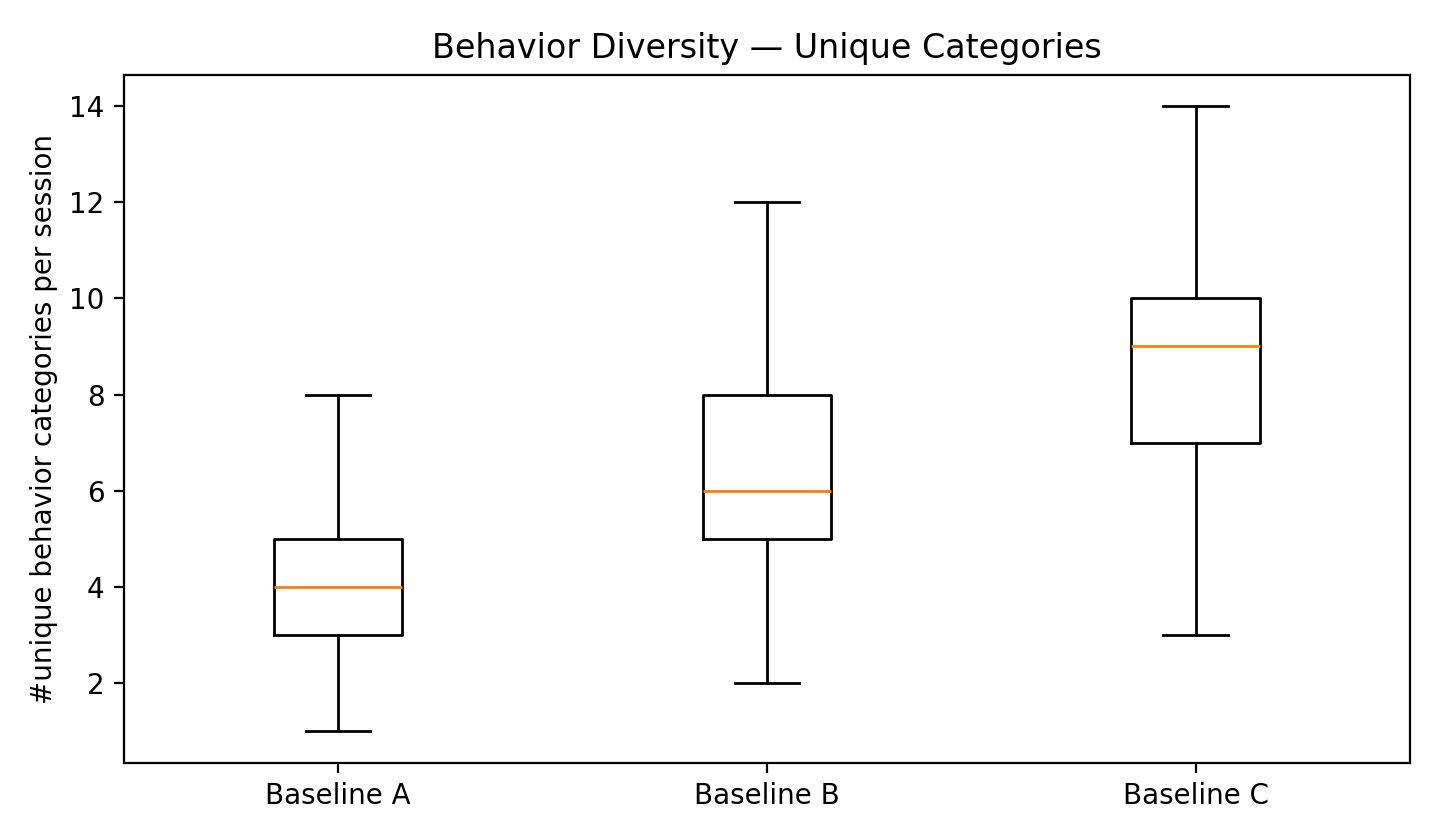 Behavior Diversity — Unique Categories
#unique behavior categories per session
14
12
10
8
6
4
2
Baseline A
Baseline B
Baseline C